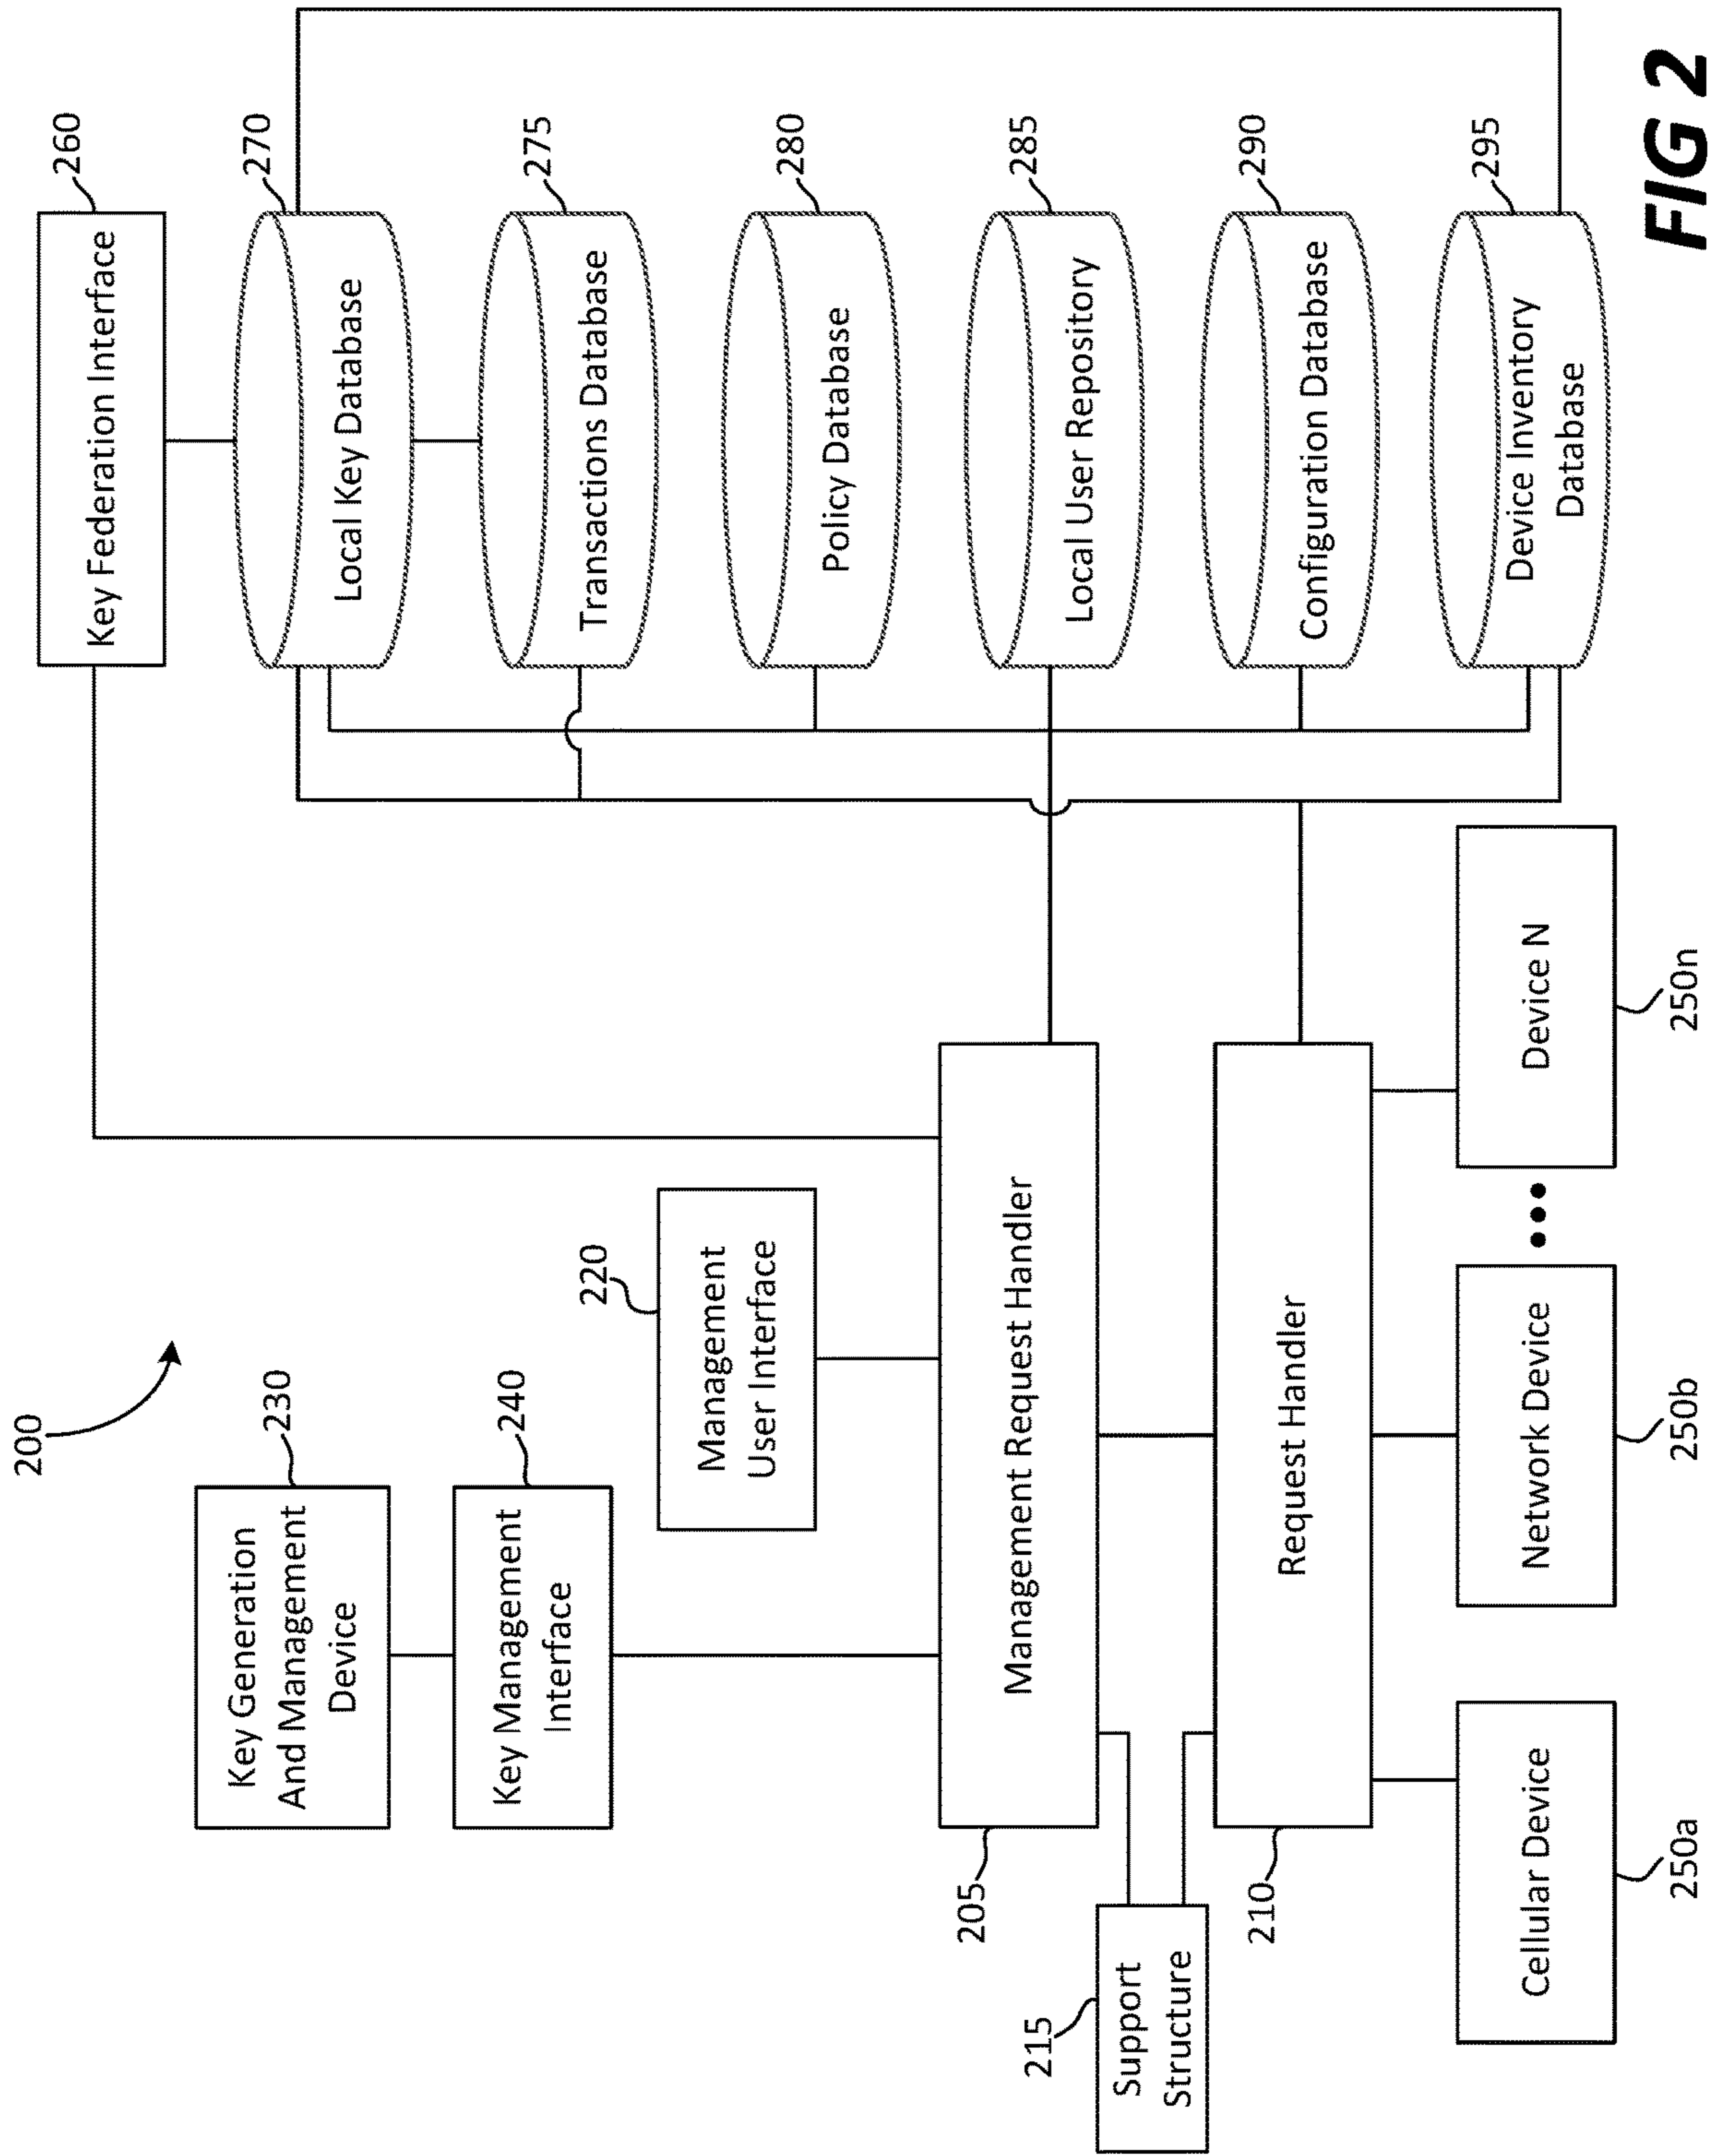 200
230
Key Generation
And Management
Device
240
Key Management
Interface
220
Management
User Interface
205
Management Request Handler
215
Support
Structure
210
Request Handler
Cellular Device
250a
Network Device
250b
Device N
250n
260
Key Federation Interface
270
Local Key Database
275
Transactions Database
280
Policy Database
285
Local User Repository
290
Configuration Database
295
Device Inventory
Database
FIG 2